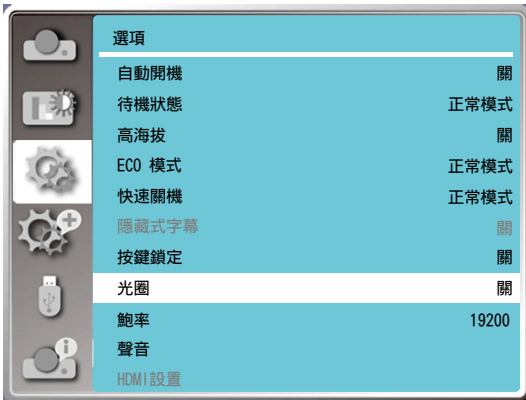 選項
自動開機 關
待機狀態 正常模式
高海拔 關
ECO 模式 正常模式
快速關機 正常模式
隱藏式字幕 關
按鍵鎖定 關
光圈 關
鮑率 19200
聲音
HDMI設置